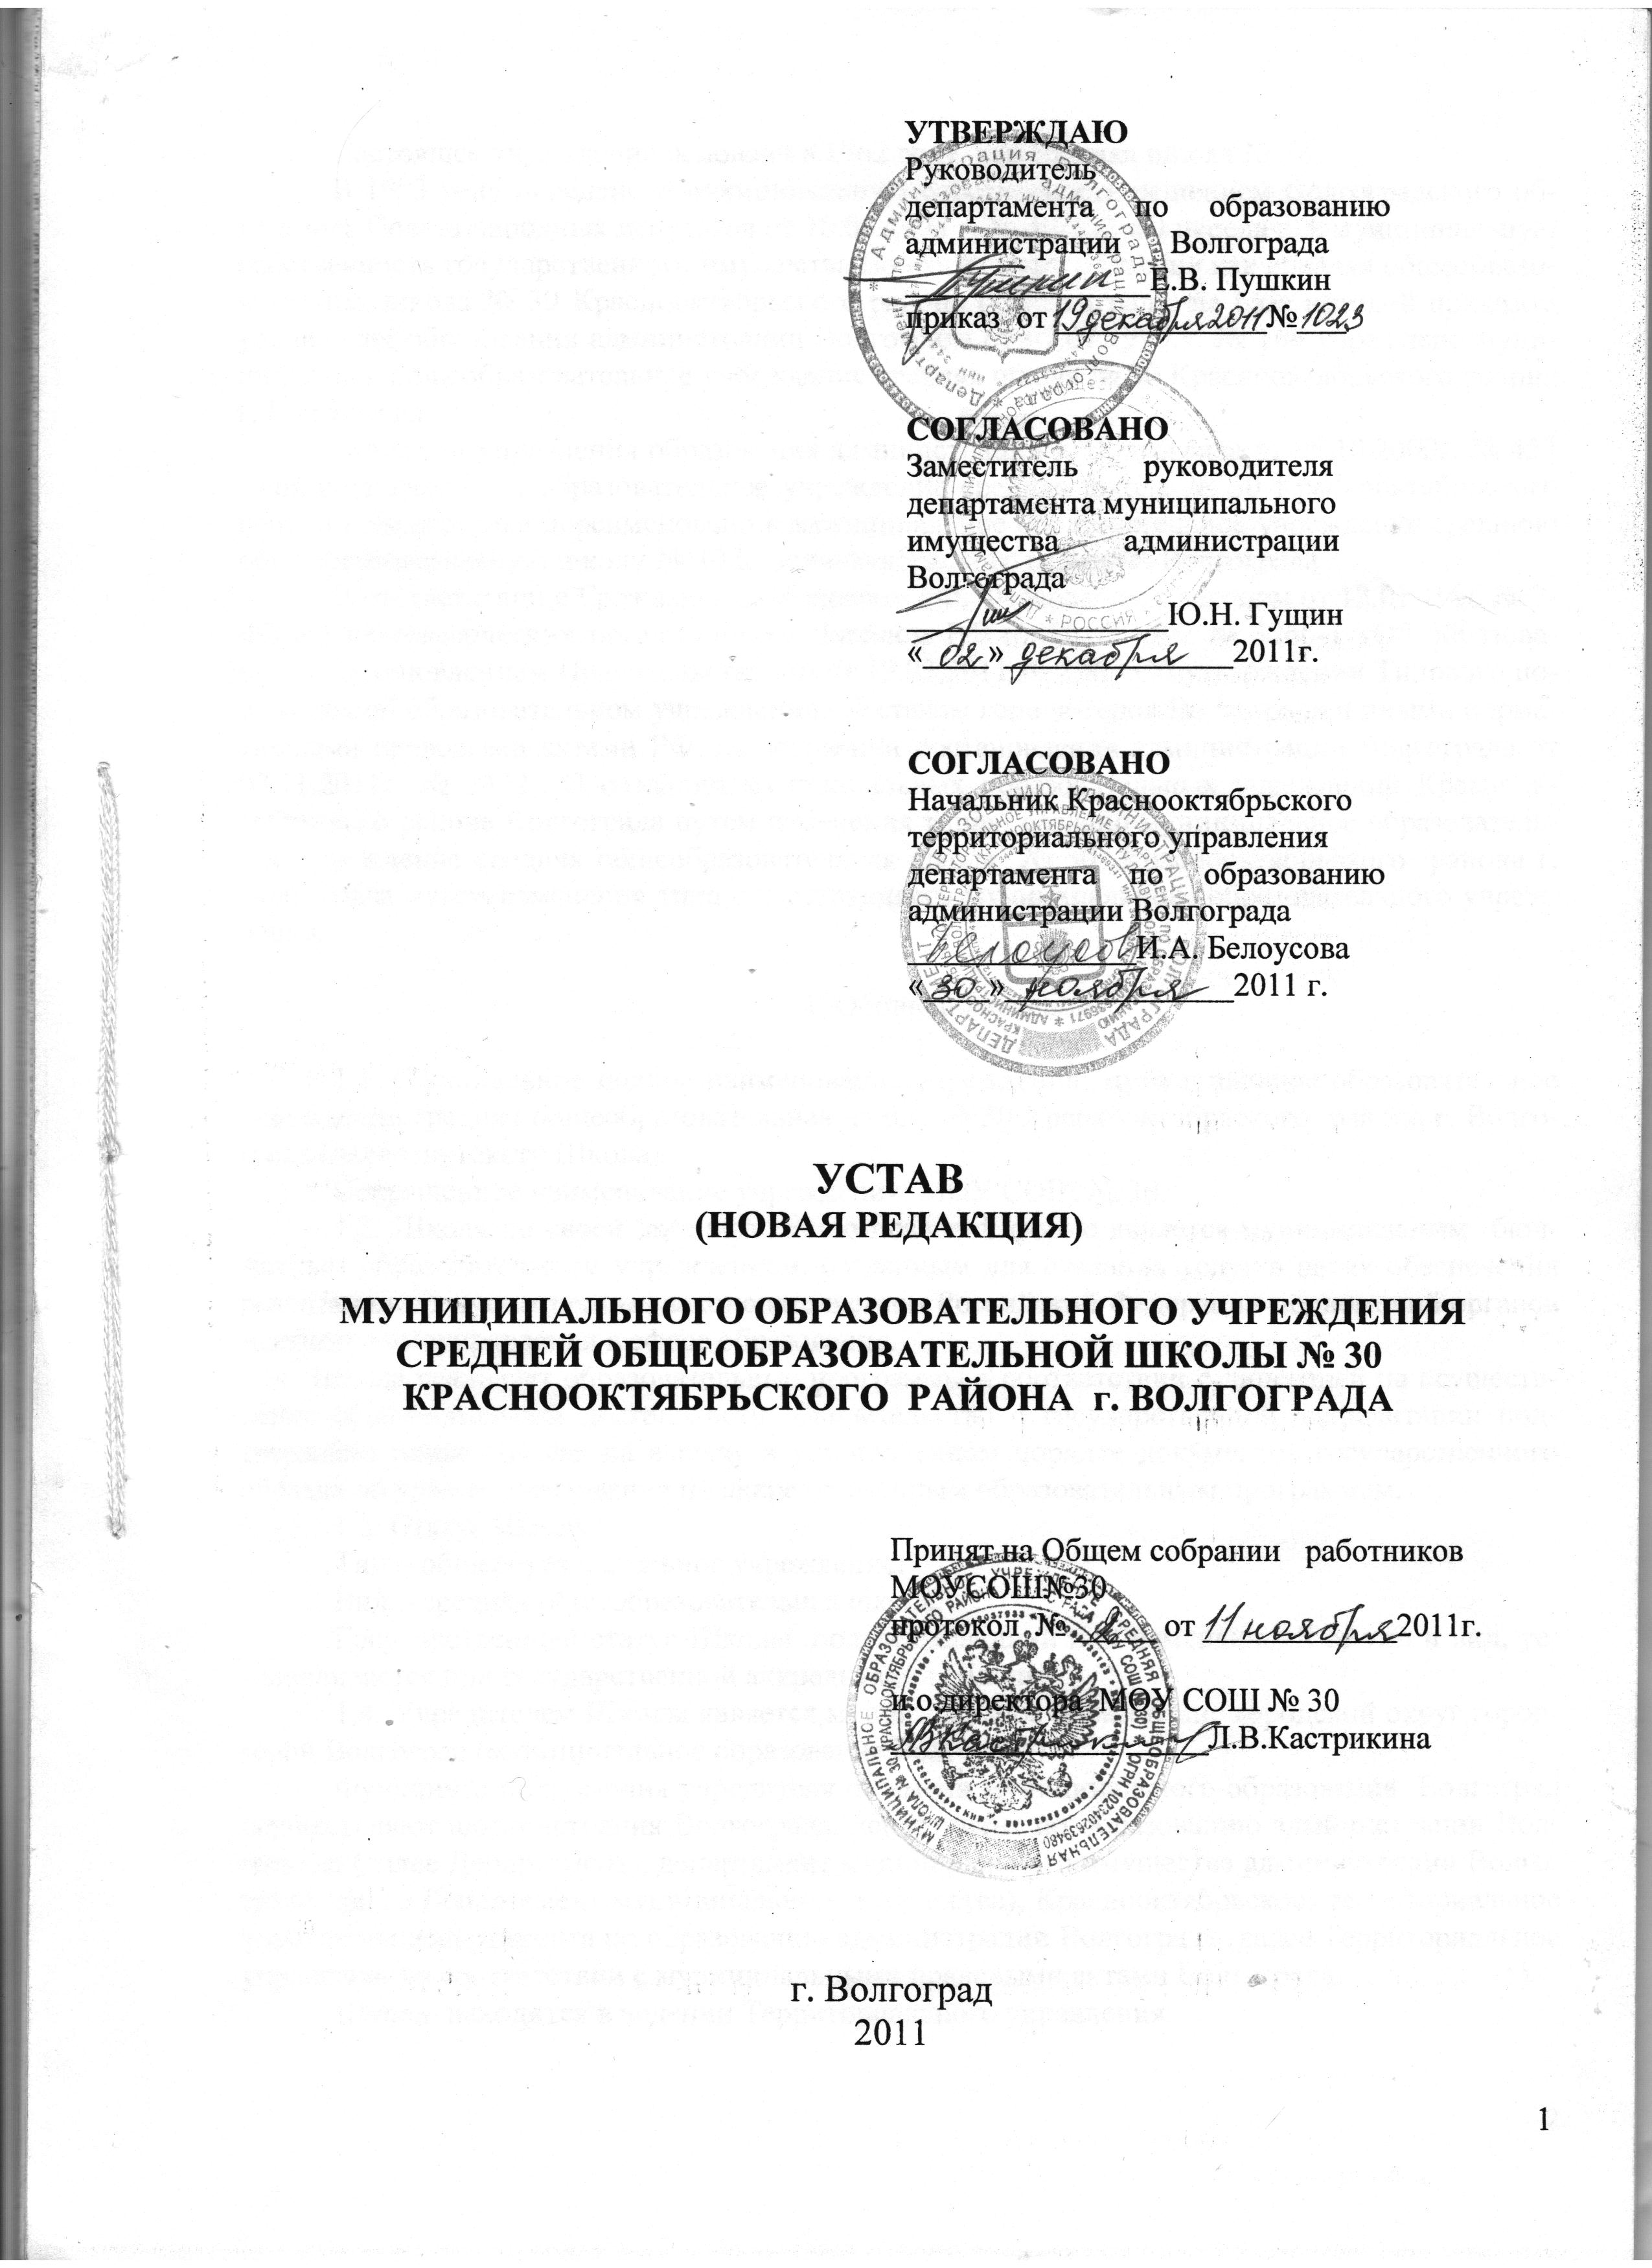 УТВЕРЖДАЮ
Руководитель
департамента по образованию
администрации Волгограда
Е.В. Пушкин
приказ от 19 декабря 2011 № 1023
СОГЛАСОВАНО
Заместитель руководителя
департамента муниципального
имущества администрации
Волгограда
Ю.Н. Гущин
« 02 » декабря 2011г.
СОГЛАСОВАНО
Начальник Краснооктябрьского
территориального управления
департамента по образованию
администрации Волгограда
И.А. Белоусова
« 30 » ноября 2011 г.
УСТАВ
(НОВАЯ РЕДАКЦИЯ)
МУНИЦИПАЛЬНОГО ОБРАЗОВАТЕЛЬНОГО УЧРЕЖДЕНИЯ
СРЕДНЕЙ ОБЩЕОБРАЗОВАТЕЛЬНОЙ ШКОЛЫ № 30
КРАСНООКТЯБРЬСКОГО РАЙОНА г. ВОЛГОГРАДА
Принят на Общем собрании работников
МОУСОШ№30
протокол № 2 от 11 ноября 2011г.
и.о.директора МОУ СОШ № 30
Л.В.Кастрикина
г. Волгоград
2011
1